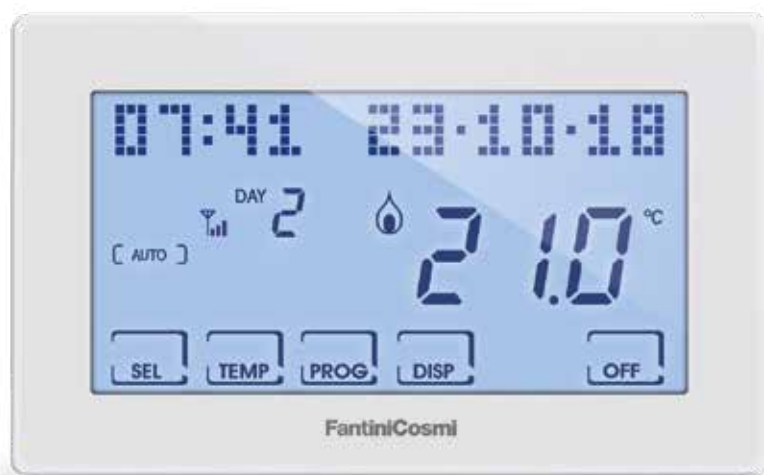 07:41 23·10·18
DAY 2
21.0 °C
[ AUTO ]
SEL TEMP PROG DISP OFF
FantiniCosmi